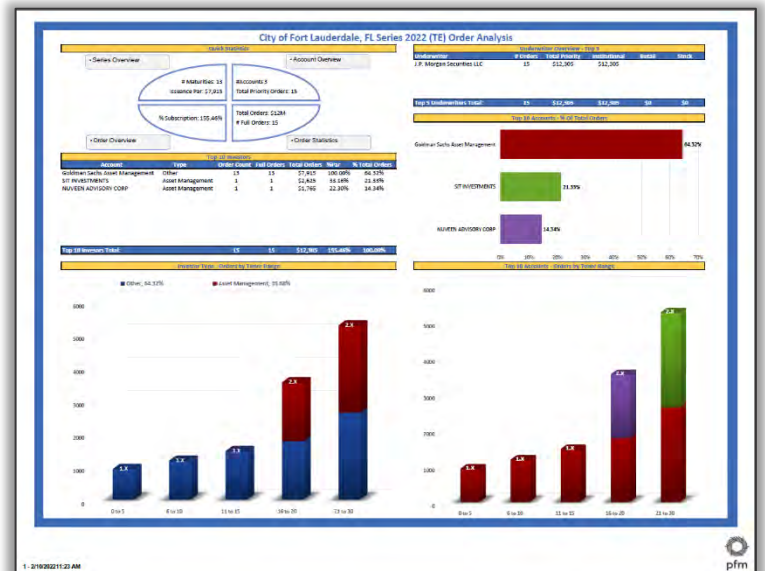 City of Fort Lauderdale, FL Series 2022 (TE) Order Analysis
Quick Statistics
• Series Overview
• Account Overview
# Maturities: 13
Issuance Par: $7,915
#Accounts 3
Total Priority Orders: 15
% Subscription: 155.46%
Total Orders: $12M
# Full Orders: 15
• Order Overview
• Order Statistics
Top 10 Investors
Account Type Order Count Full Orders Total Orders %Par % Total Orders
Goldman Sachs Asset Management Other 13 13 $7,915 100.00% 64.32%
SIT INVESTMENTS Asset Management 1 1 $2,625 33.16% 21.33%
NUVEEN ADVISORY CORP Asset Management 1 1 $1,765 22.30% 14.34%
Top 10 Investors Total: 15 15 $12,305 155.46% 100.00%
Underwriter Overview - Top 5
Underwriter # Orders Total Priority Institutional Retail Stock
J.P. Morgan Securities LLC 15 $12,305 $12,305
Top 5 Underwriters Total: 15 $12,305 $12,305 $0 $0
Top 10 Accounts - % Of Total Orders
Goldman Sachs Asset Management 64.32%
SIT INVESTMENTS 21.33%
NUVEEN ADVISORY CORP 14.34%
0% 10% 20% 30% 40% 50% 60% 70%
Investor Type - Orders by Tenor Range
Other, 64.32% Asset Management, 35.68%
6000
5000
4000
3000
2000
1000
0
1.X 1.X 1.X 2.X 2.X
0 to 5 6 to 10 11 to 15 16 to 20 21 to 30
Top 10 Accounts - Orders by Tenor Range
6000
5000
4000
3000
2000
1000
0
1.X 1.X 1.X 2.X 2.X
0 to 5 6 to 10 11 to 15 16 to 20 21 to 30
1 - 2/10/202211:23 AM
pfm